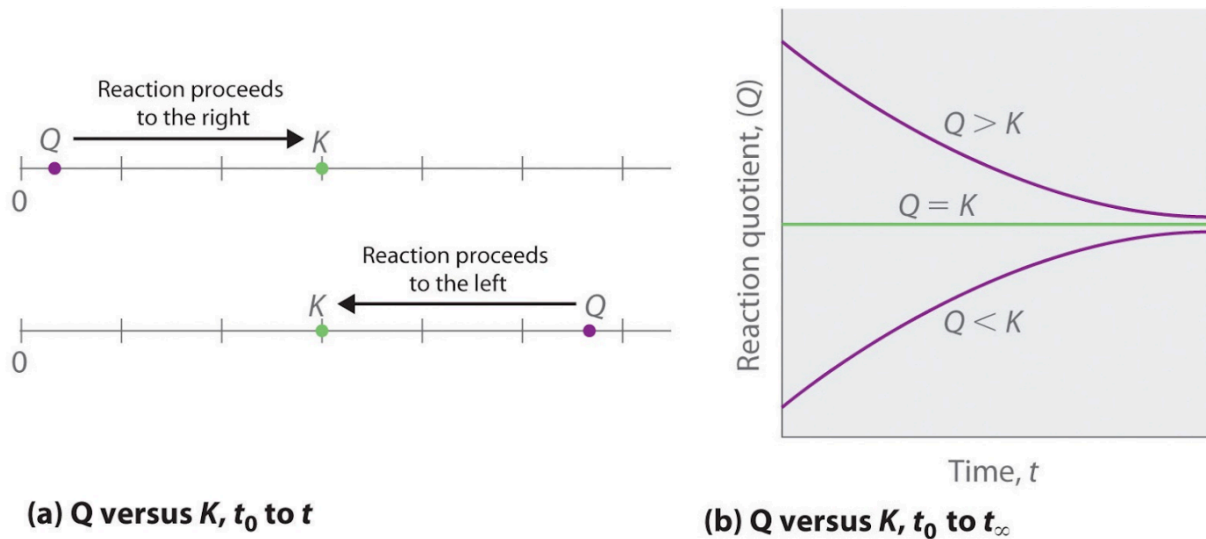 Reaction proceeds
to the right
Q
K
0
Reaction proceeds
to the left
K
Q
0
(a) Q versus K, t₀ to t
Reaction quotient, (Q)
Q > K
Q = K
Q < K
Time, t
(b) Q versus K, t₀ to t∞